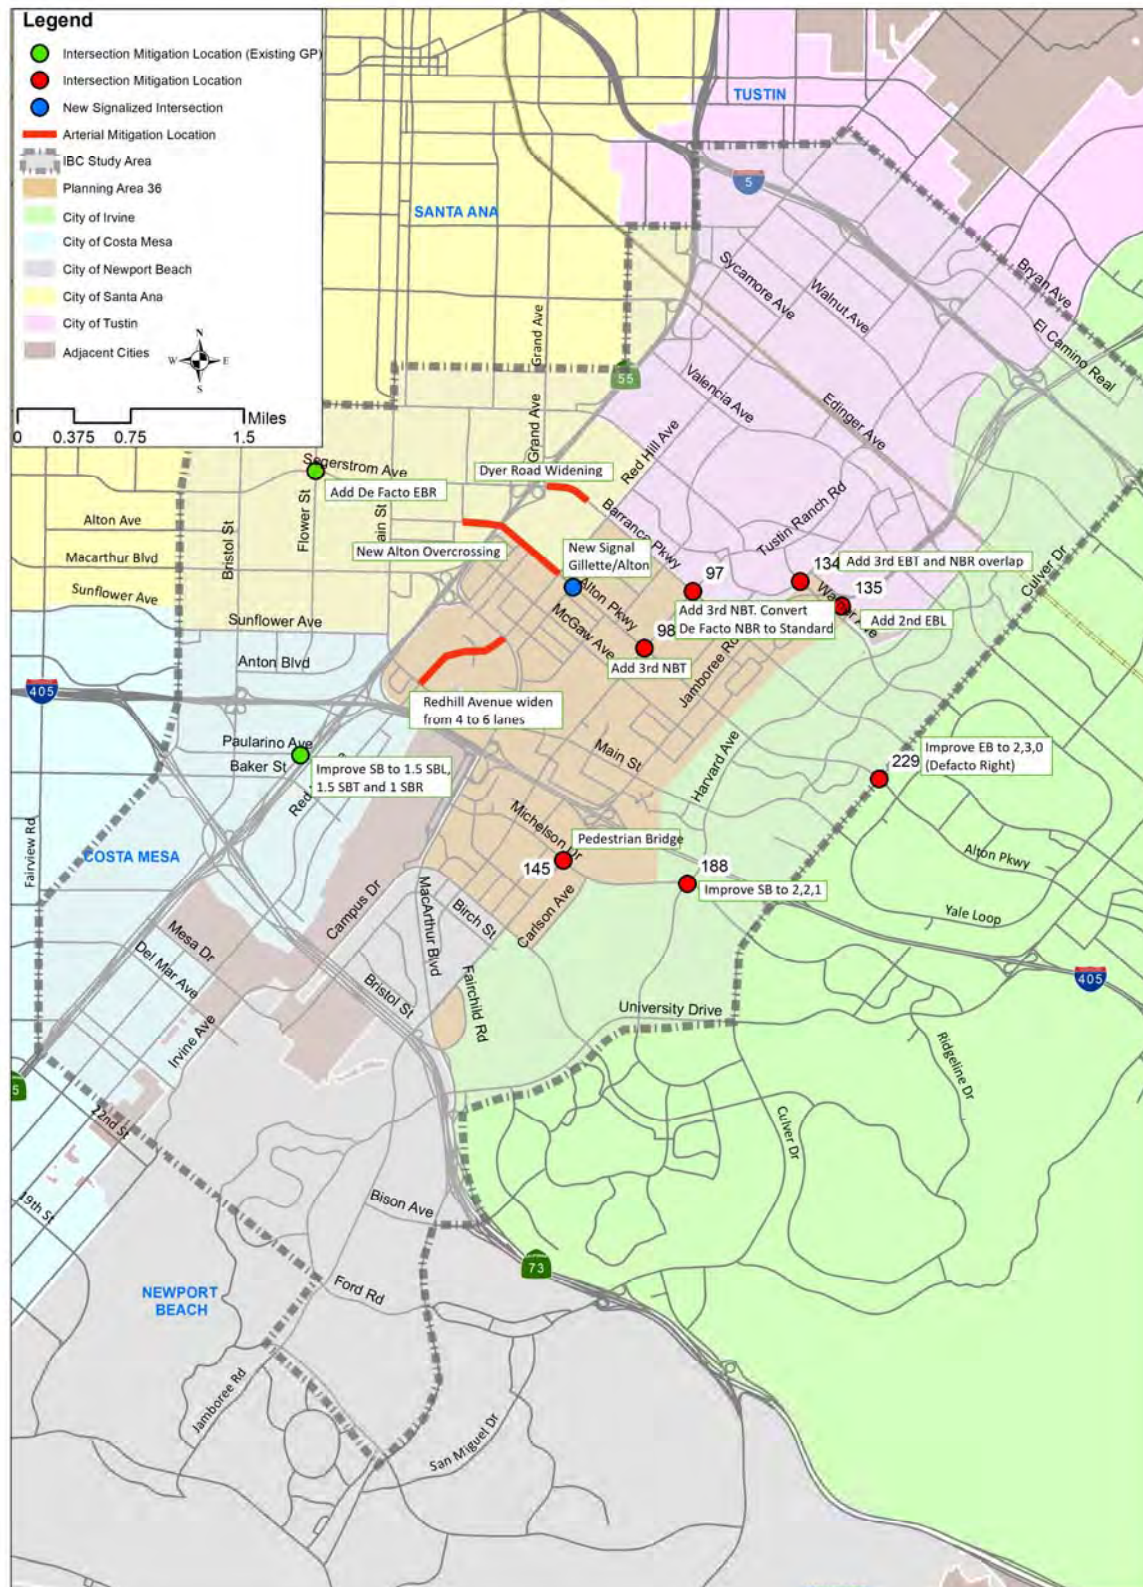 Legend
Intersection Mitigation Location (Existing GP)
Intersection Mitigation Location
New Signalized Intersection
Arterial Mitigation Location
IBC Study Area
Planning Area 36
City of Irvine
City of Costa Mesa
City of Newport Beach
City of Santa Ana
City of Tustin
Adjacent Cities
N
W E
S
Miles
0 0.375 0.75 1.5
TUSTIN
5
SANTA ANA
Sycamore Ave
Walnut Ave
Bryan Ave
El Camino Real
Grand Ave
55
Valencia Ave
Edinger Ave
Grand Ave
Red Hill Ave
Segerstrom Ave
Dyer Road Widening
Add De Facto EBR
Flower St
Bristol St
ain St
Barranca Pkwy
Tustin Ranch Rd
Culver Dr
Alton Ave
Macarthur Blvd
Sunflower Ave
Sunflower Ave
New Alton Overcrossing
New Signal
Gillette/Alton
Alton Pkwy
McGaw Ave
97
134
Add 3rd EBT and NBR overlap
135
Add 2nd EBL
Add 3rd NBT. Convert
De Facto NBR to Standard
98
Add 3rd NBT
Jamboree Rd
Anton Blvd
405
Redhill Avenue widen
from 4 to 6 lanes
Paularino Ave
Baker St
Improve SB to 1.5 SBL,
1.5 SBT and 1 SBR
Main St
Harvard Ave
229
Improve EB to 2,3,0
(Defacto Right)
Michelson Dr
Pedestrian Bridge
145
188
Improve SB to 2,2,1
Alton Pkwy
Yale Loop
405
Fairview Rd
COSTA MESA
Campus Dr
MacArthur Blvd
Birch St
Carlson Ave
Mesa Dr
Del Mar Ave
Irvine Ave
Bristol St
Fairchild Rd
University Drive
Ridgeline Dr
Culver Dr
5
22nd St
19th St
Bison Ave
73
NEWPORT
BEACH
Ford Rd
Jamboree Rd
San Miguel Dr